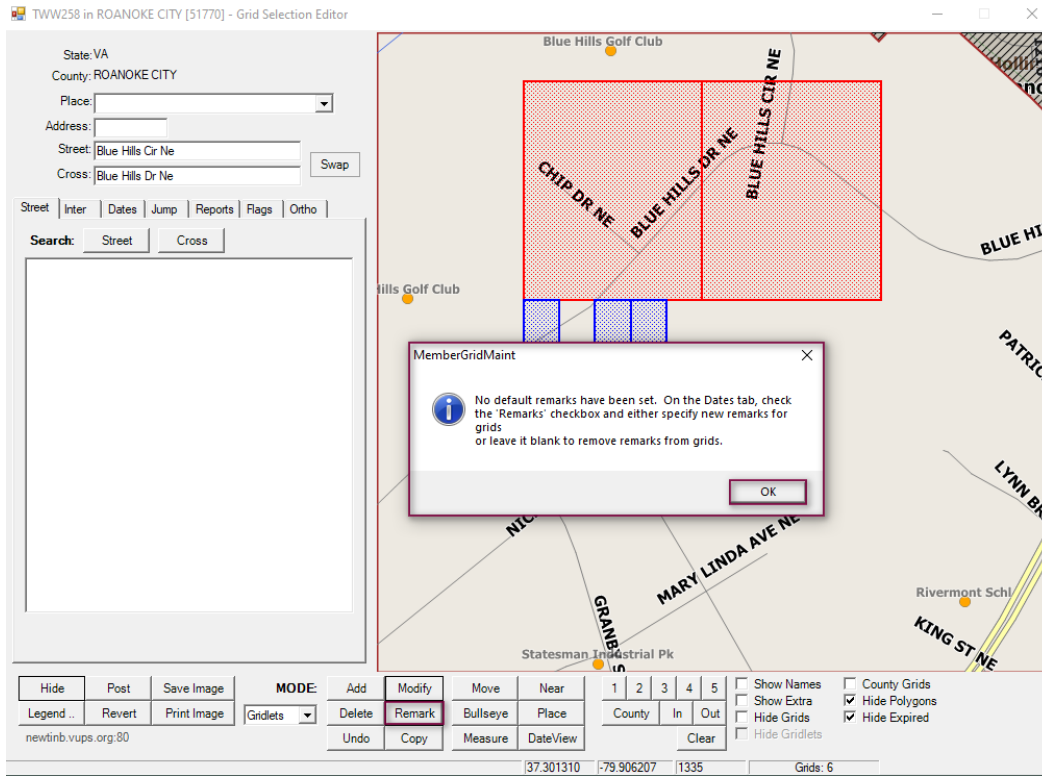 TWW258 in ROANOKE CITY [51770] - Grid Selection Editor
State: VA
County: ROANOKE CITY
Place:
Address:
Street: Blue Hills Cir Ne
Cross: Blue Hills Dr Ne
Swap
Street Inter Dates Jump Reports Flags Ortho
Search: Street Cross
Blue Hills Golf Club
BLUE HILLS CIR NE
CHIP DR NE
BLUE HILLS DR NE
BLUE HI
Hills Golf Club
PATRIC
MemberGridMaint
No default remarks have been set. On the Dates tab, check
the 'Remarks' checkbox and either specify new remarks for
grids
or leave it blank to remove remarks from grids.
OK
LYNN BR
NIC
MARY LINDA AVE NE
GRANB
Rivermont Schl
KING ST NE
Statesman Industrial Pk
Hide Post Save Image MODE: Add Modify Move Near 1 2 3 4 5 Show Names County Grids
Show Extra Hide Polygons
Legend .. Revert Print Image Gridlets Delete Remark Bullseye Place County In Out Hide Grids Hide Expired
Hide Gridlets
newtinb.vups.org:80 Undo Copy Measure DateView Clear
37.301310 -79.906207 1335 Grids: 6